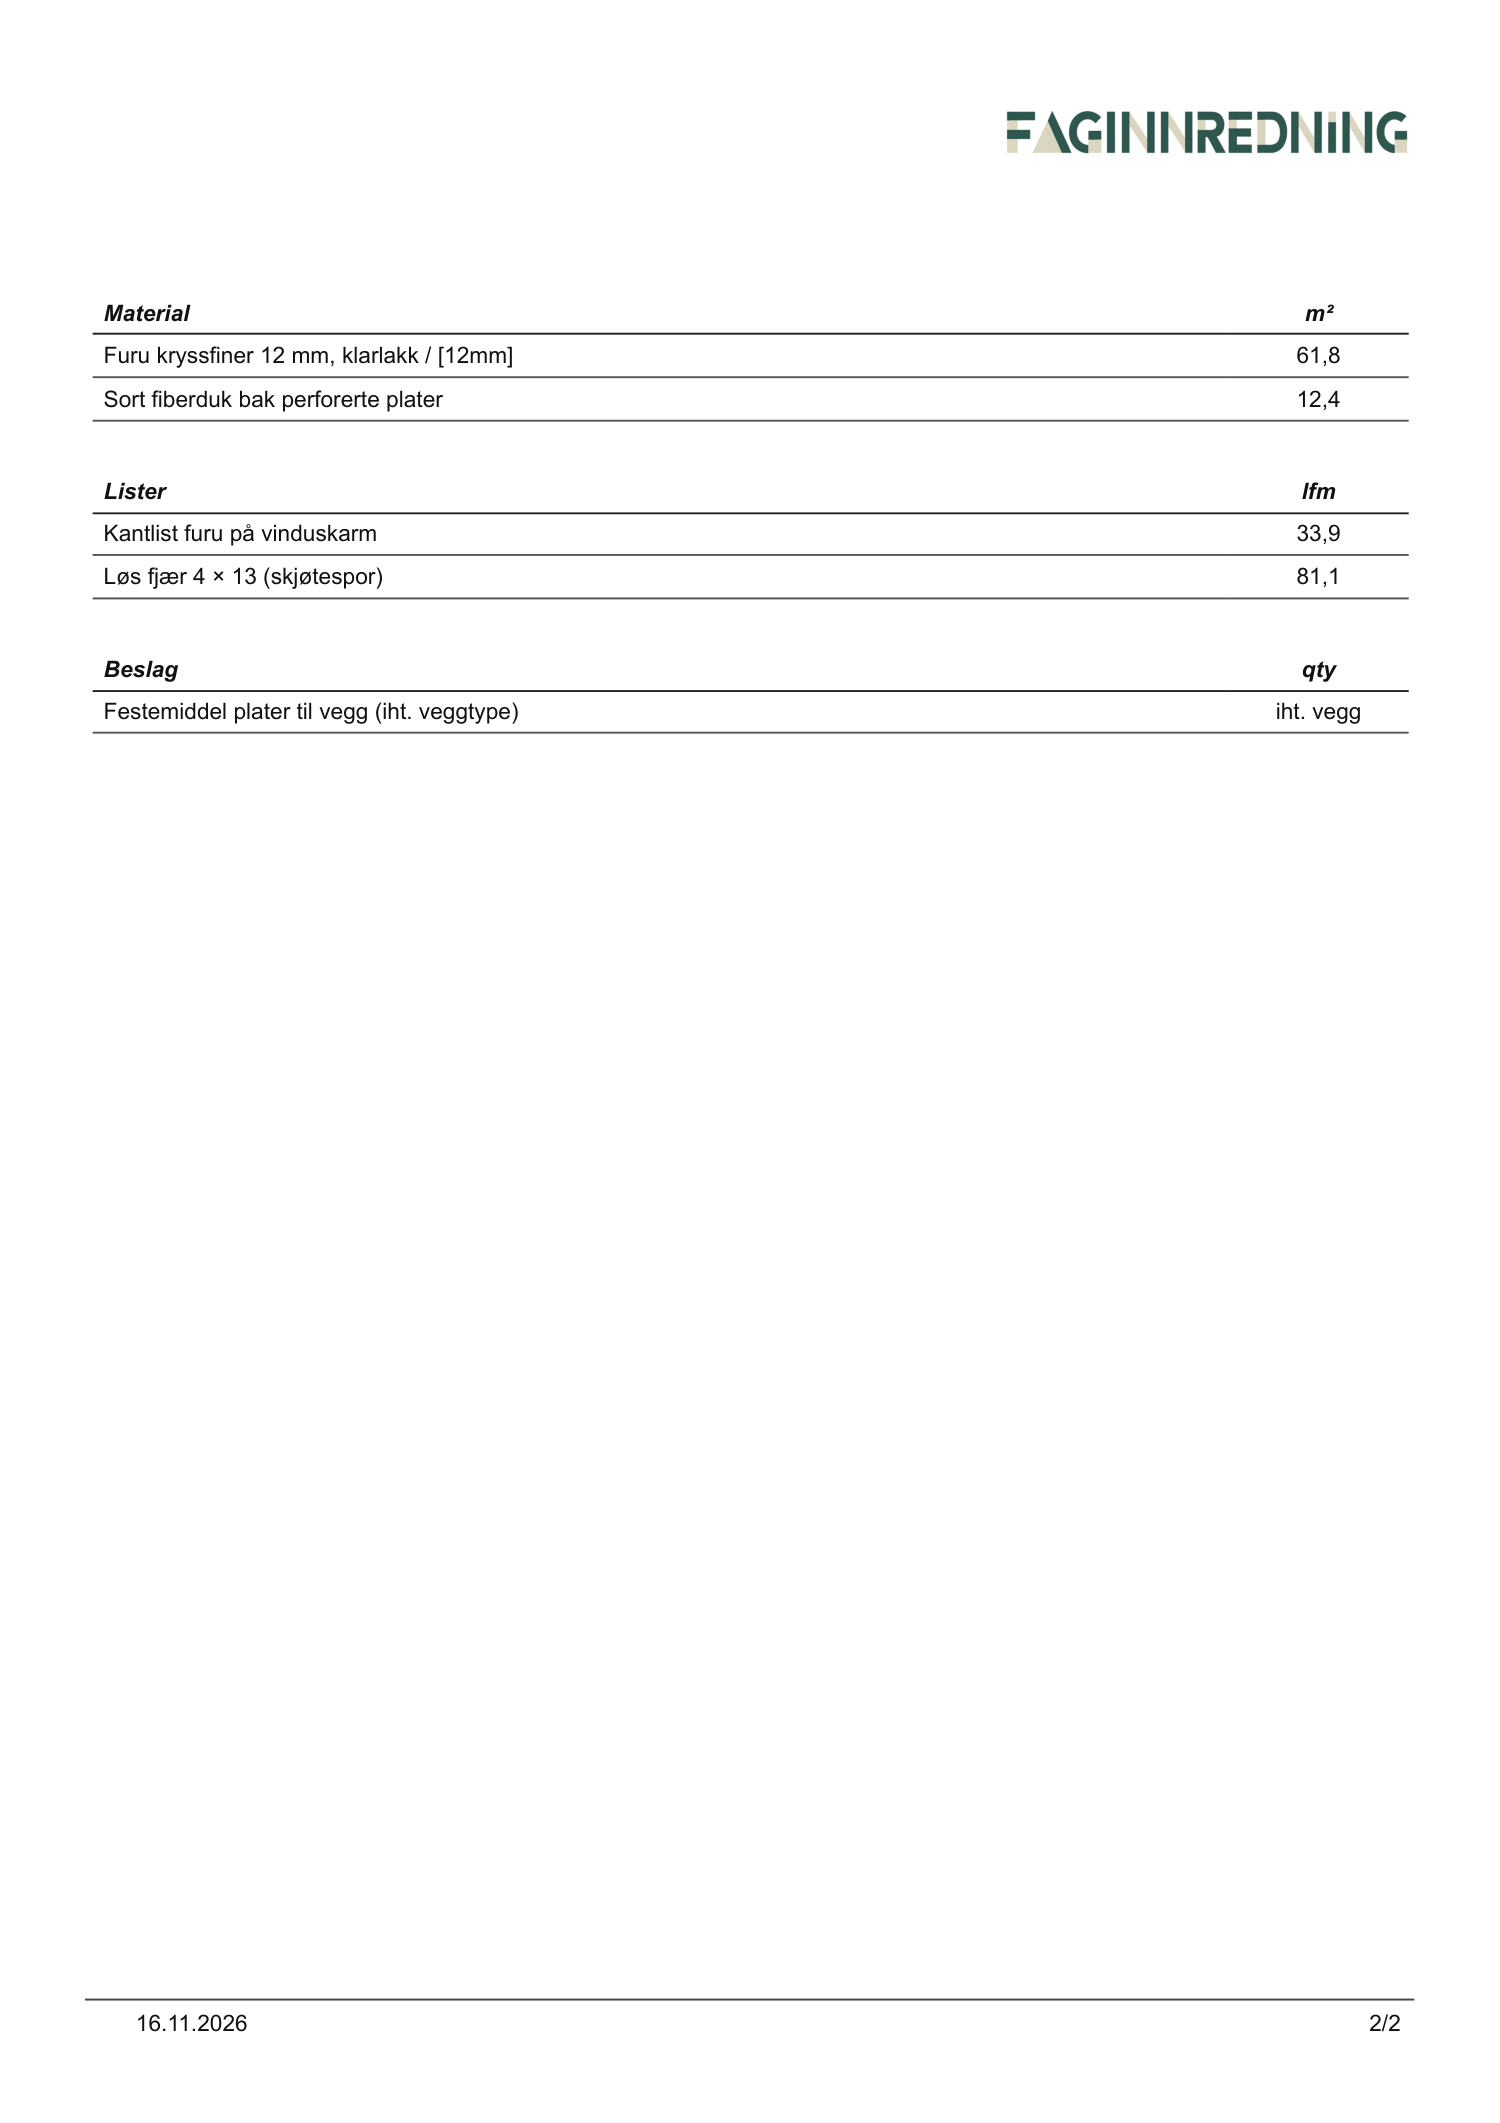 FAGINNREDNING
Material m²
Furu kryssfiner 12 mm, klarlakk / [12mm] 61,8
Sort fiberduk bak perforerte plater 12,4
Lister lfm
Kantlist furu på vinduskarm 33,9
Løs fjær 4 × 13 (skjøtespor) 81,1
Beslag qty
Festemiddel plater til vegg (iht. veggtype) iht. vegg
16.11.2026 2/2